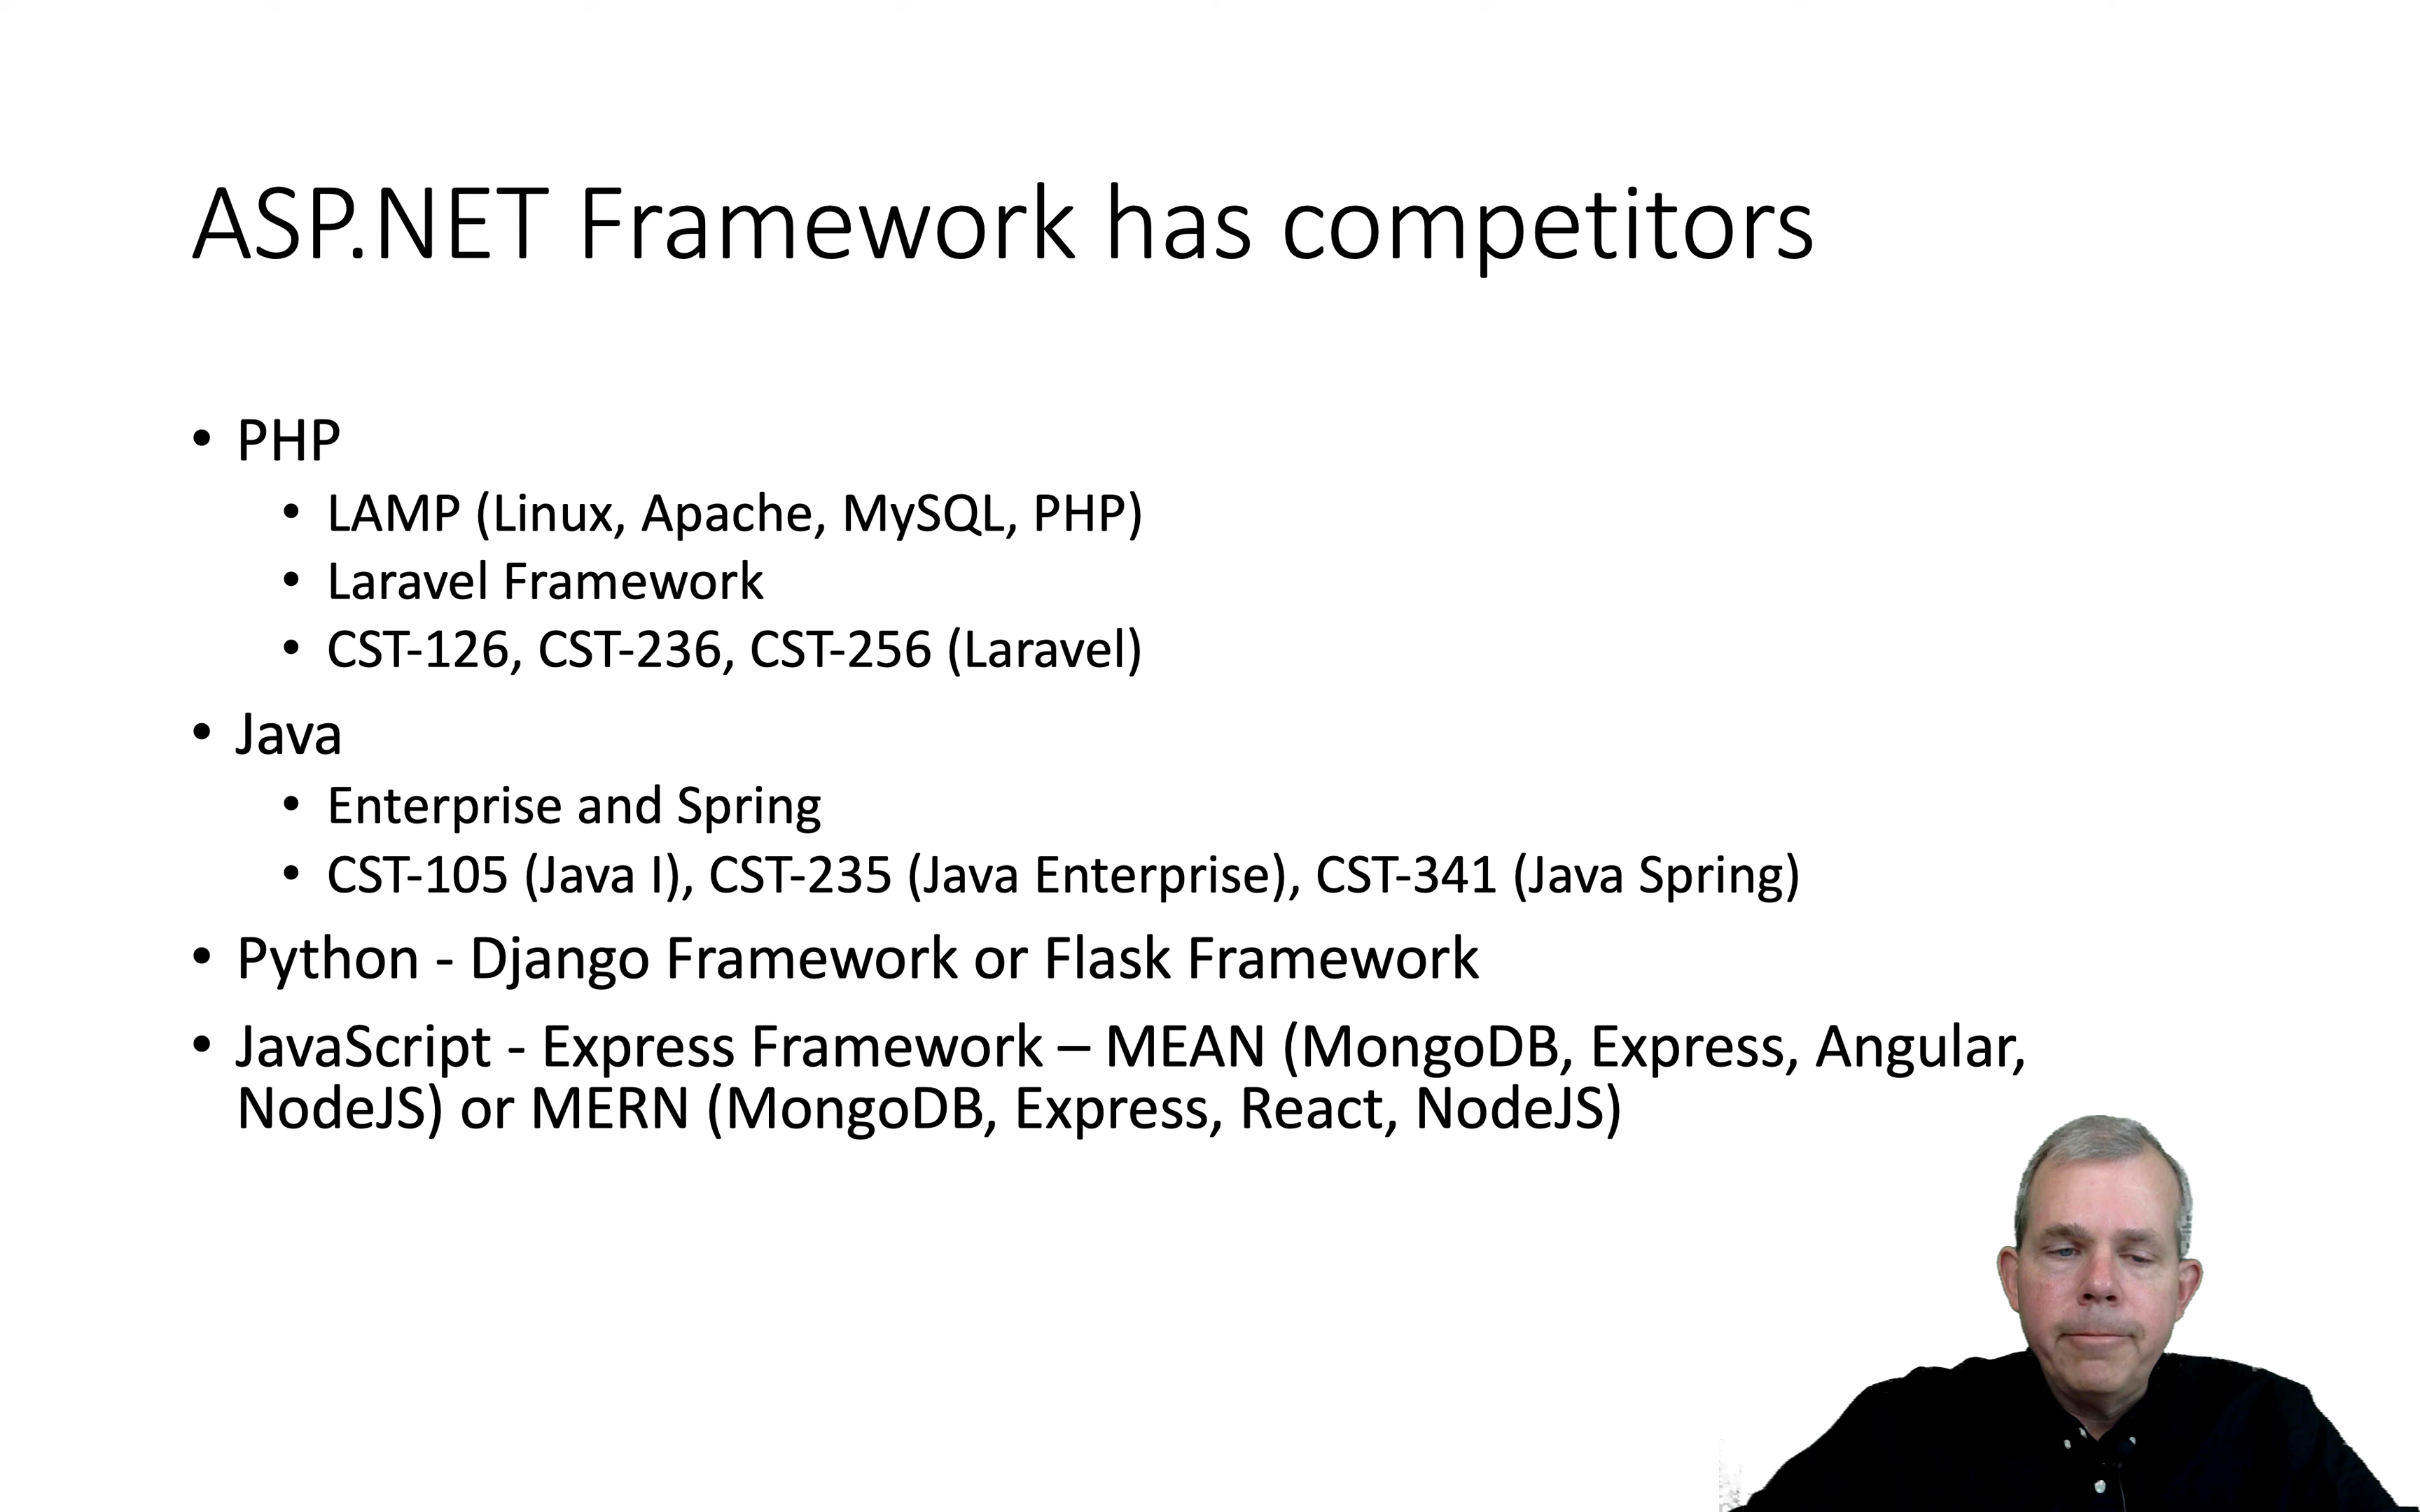 ASP.NET Framework has competitors
• PHP
• LAMP (Linux, Apache, MySQL, PHP)
• Laravel Framework
• CST-126, CST-236, CST-256 (Laravel)
• Java
• Enterprise and Spring
• CST-105 (Java I), CST-235 (Java Enterprise), CST-341 (Java Spring)
• Python - Django Framework or Flask Framework
• JavaScript - Express Framework – MEAN (MongoDB, Express, Angular,
NodeJS) or MERN (MongoDB, Express, React, NodeJS)